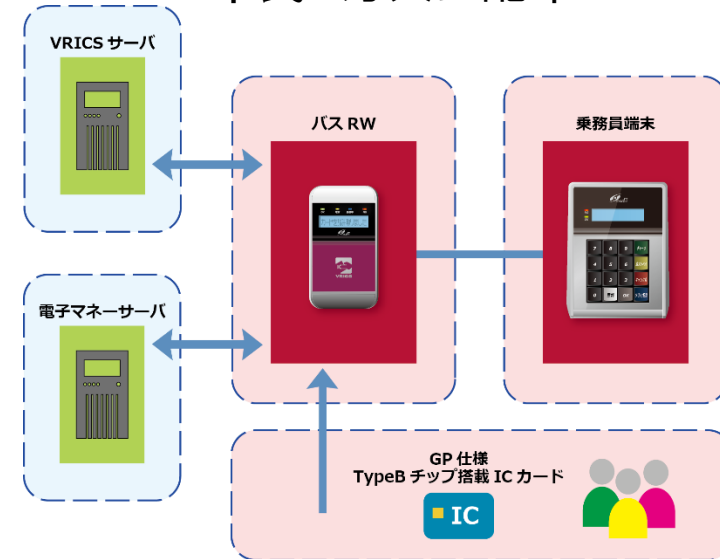 VRICS サーバ
バス RW
乗務員端末
VRICS
電子マネーサーバ
GP 仕様
TypeB チップ搭載 IC カード
IC